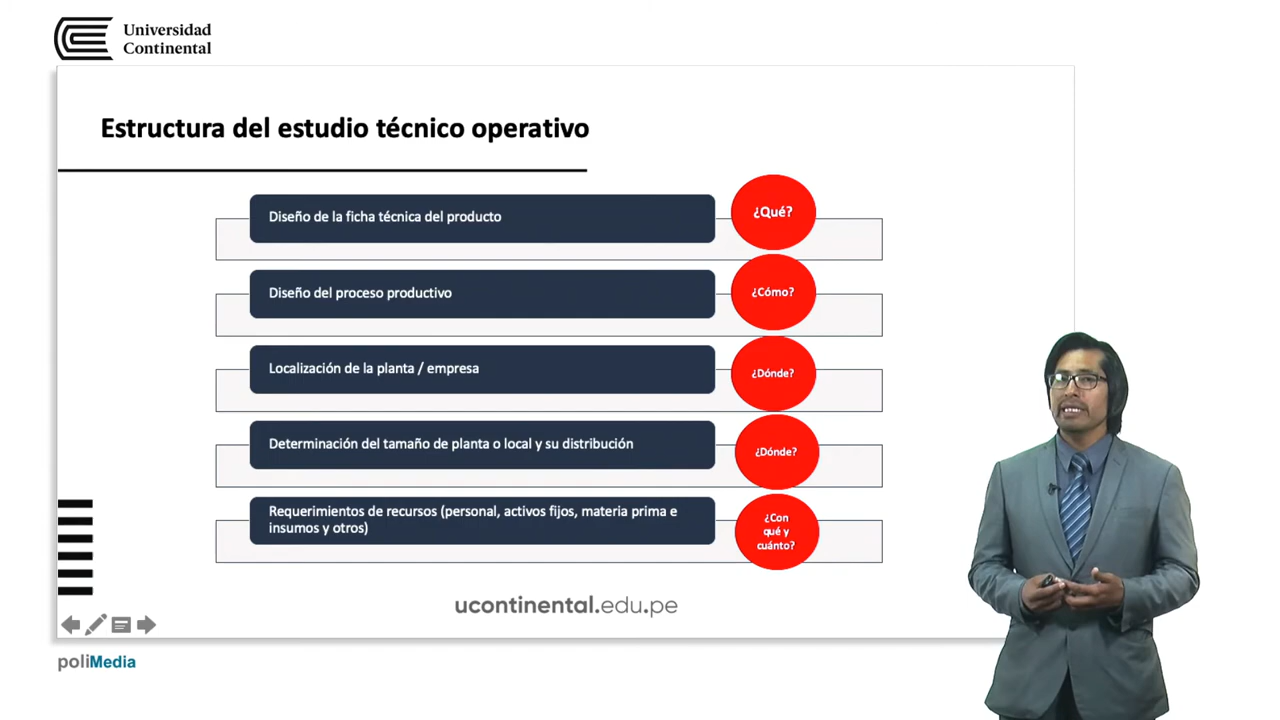 Universidad
Continental
Estructura del estudio técnico operativo
Diseño de la ficha técnica del producto
¿Qué?
Diseño del proceso productivo
¿Cómo?
Localización de la planta / empresa
¿Dónde?
Determinación del tamaño de planta o local y su distribución
¿Dónde?
Requerimientos de recursos (personal, activos fijos, materia prima e
insumos y otros)
¿Con
qué y
cuánto?
ucontinental.edu.pe
poliMedia